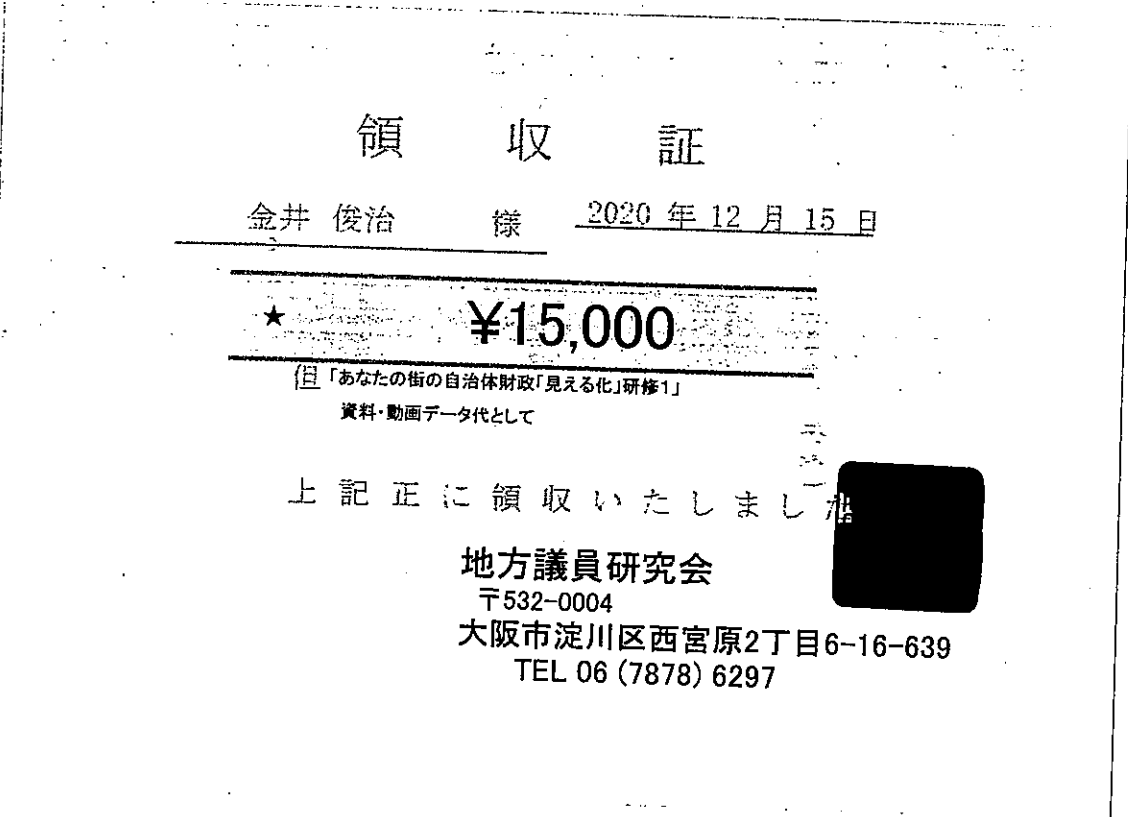 領収証
金井 俊治 様 2020 年 12 月 15 日
★ ¥15,000
但 「あなたの街の自治体財政「見える化」研修1」
資料・動画データ代として
上記正に領収いたしました
地方議員研究会
〒532-0004
大阪市淀川区西宮原2丁目6-16-639
TEL 06 (7878) 6297